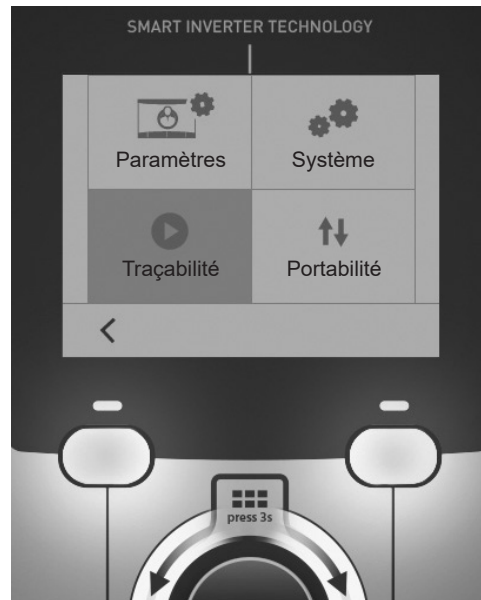 SMART INVERTER TECHNOLOGY
Paramètres
Système
Traçabilité
Portabilité
press 3s